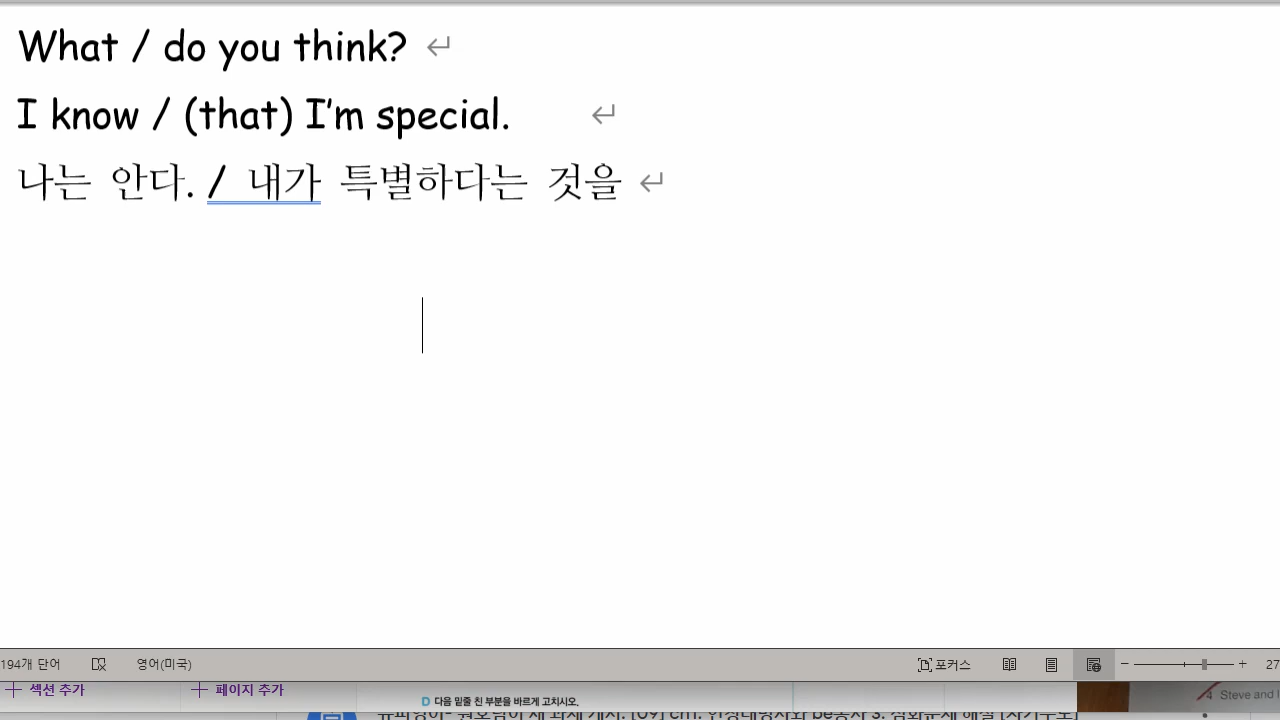 What / do you think? ↵
I know / (that) I'm special. ↵
나는 안다. / 내가 특별하다는 것을 ↵
194개 단어 영어(미국) 포커스 27
섹션 추가 페이지 추가
D 다음 밑줄 친 부분을 바르게 고치시오.
4 Steve and